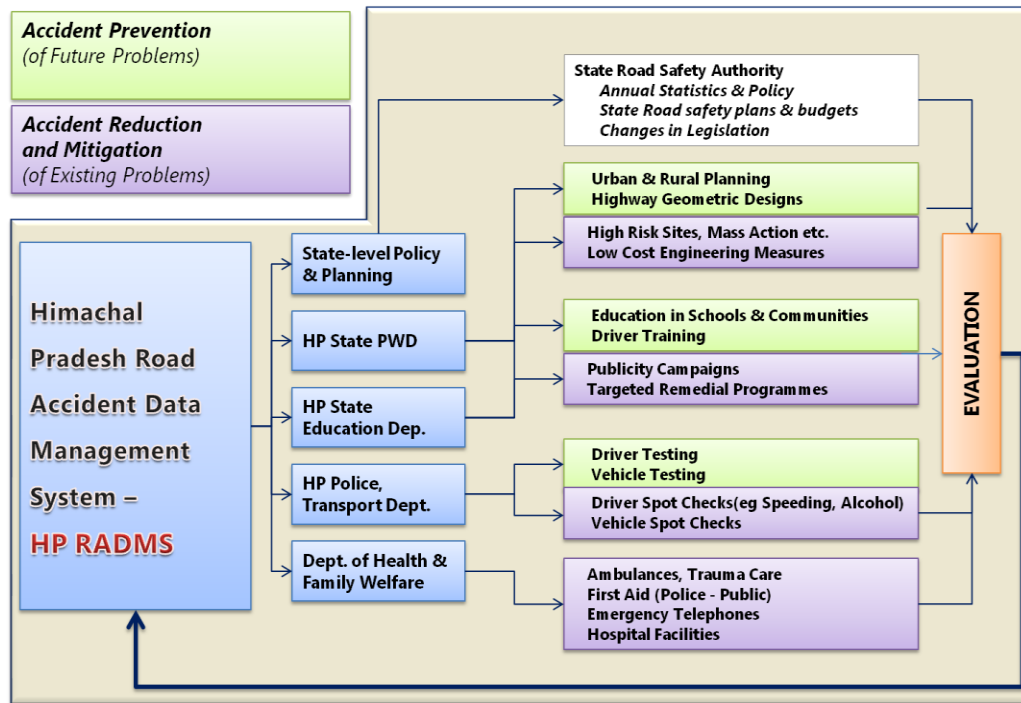 Accident Prevention
(of Future Problems)
Accident Reduction
and Mitigation
(of Existing Problems)
Himachal
Pradesh Road
Accident Data
Management
System –
HP RADMS
State-level Policy
& Planning
HP State PWD
HP State
Education Dep.
HP Police,
Transport Dept.
Dept. of Health &
Family Welfare
State Road Safety Authority
Annual Statistics & Policy
State Road safety plans & budgets
Changes in Legislation
Urban & Rural Planning
Highway Geometric Designs
High Risk Sites, Mass Action etc.
Low Cost Engineering Measures
Education in Schools & Communities
Driver Training
Publicity Campaigns
Targeted Remedial Programmes
Driver Testing
Vehicle Testing
Driver Spot Checks(eg Speeding, Alcohol)
Vehicle Spot Checks
Ambulances, Trauma Care
First Aid (Police - Public)
Emergency Telephones
Hospital Facilities
EVALUATION